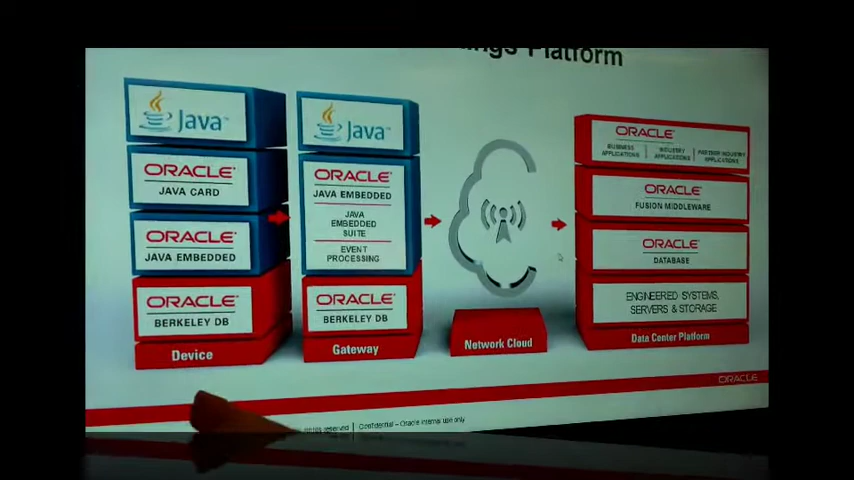 Platform
Java
ORACLE
JAVA CARD
ORACLE
JAVA EMBEDDED
ORACLE
BERKELEY DB
Device
Java
ORACLE
JAVA EMBEDDED
JAVA
EMBEDDED
SUITE
EVENT
PROCESSING
ORACLE
BERKELEY DB
Gateway
Network Cloud
ORACLE
BUSINESS
APPLICATIONS
INDUSTRY
APPLICATIONS
PARTNER INDUSTRY
APPLICATIONS
ORACLE
FUSION MIDDLEWARE
ORACLE
DATABASE
ENGINEERED SYSTEMS,
SERVERS & STORAGE
Data Center Platform
ORACLE
rights reserved | Confidential – Oracle internal use only